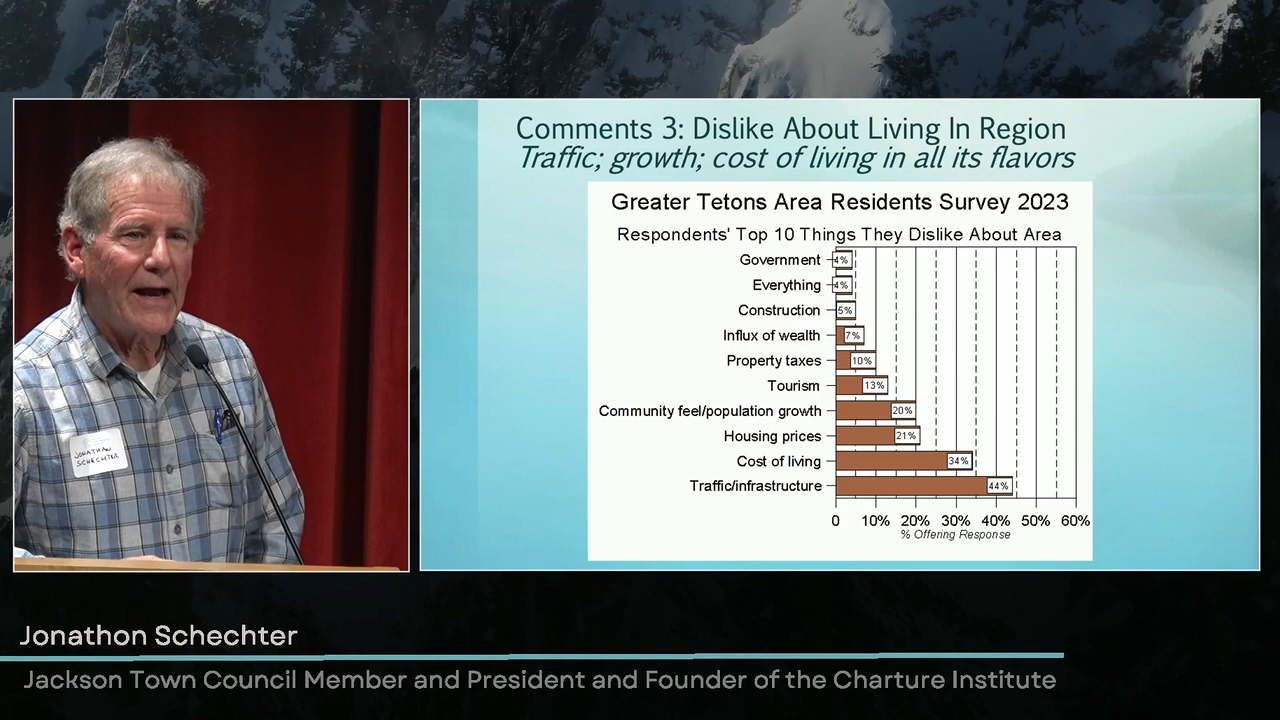 JONATHAN
SCHECHTER
Comments 3: Dislike About Living In Region
Traffic; growth; cost of living in all its flavors
Greater Tetons Area Residents Survey 2023
Respondents' Top 10 Things They Dislike About Area
Government 4%
Everything 4%
Construction 5%
Influx of wealth 7%
Property taxes 10%
Tourism 13%
Community feel/population growth 20%
Housing prices 21%
Cost of living 34%
Traffic/infrastructure 44%
0 10% 20% 30% 40% 50% 60%
% Offering Response
Jonathon Schechter
Jackson Town Council Member and President and Founder of the Charture Institute